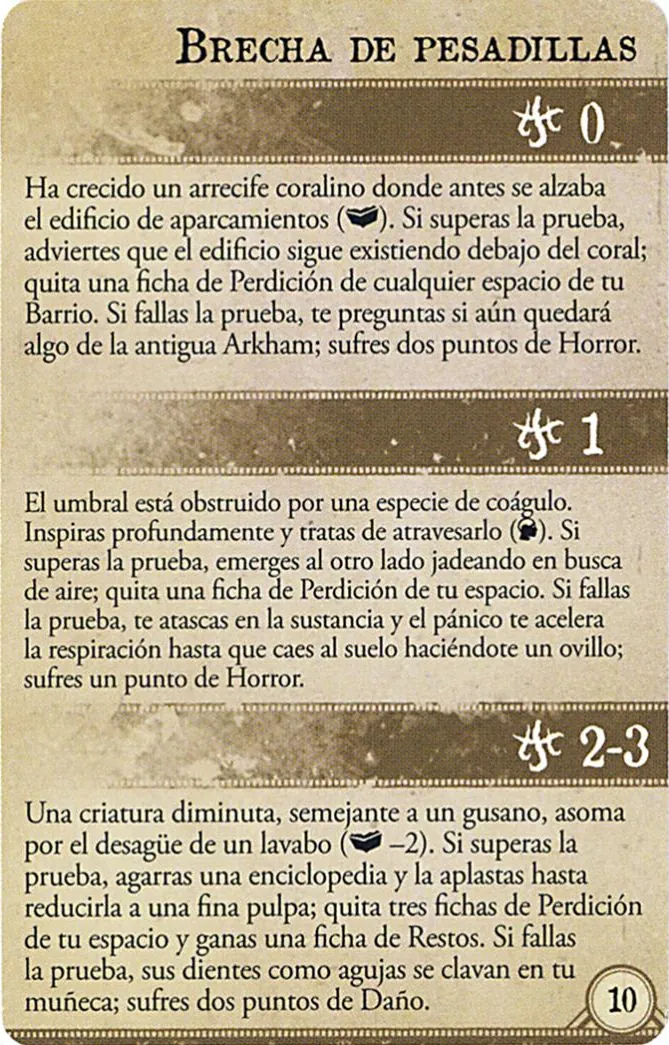 BRECHA DE PESADILLAS
0
Ha crecido un arrecife coralino donde antes se alzaba
el edificio de aparcamientos ( ). Si superas la prueba,
adviertes que el edificio sigue existiendo debajo del coral;
quita una ficha de Perdición de cualquier espacio de tu
Barrio. Si fallas la prueba, te preguntas si aún quedará
algo de la antigua Arkham; sufres dos puntos de Horror.
1
El umbral está obstruido por una especie de coágulo.
Inspiras profundamente y tratas de atravesarlo ( ). Si
superas la prueba, emerges al otro lado jadeando en busca
de aire; quita una ficha de Perdición de tu espacio. Si fallas
la prueba, te atascas en la sustancia y el pánico te acelera
la respiración hasta que caes al suelo haciéndote un ovillo;
sufres un punto de Horror.
2-3
Una criatura diminuta, semejante a un gusano, asoma
por el desagüe de un lavabo ( –2). Si superas la
prueba, agarras una enciclopedia y la aplastas hasta
reducirla a una fina pulpa; quita tres fichas de Perdición
de tu espacio y ganas una ficha de Restos. Si fallas
la prueba, sus dientes como agujas se clavan en tu
muñeca; sufres dos puntos de Daño.
10